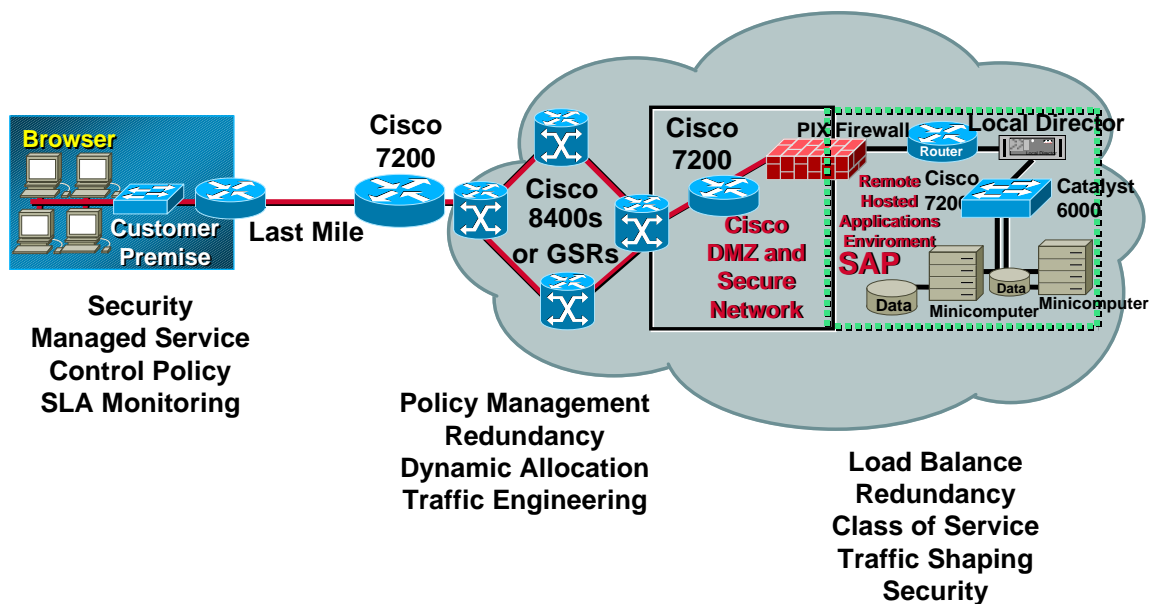 Browser
Customer
Premise
Last Mile
Cisco
7200
Cisco
8400s
or GSRs
Cisco
7200
Cisco
DMZ and
Secure
Network
PIX Firewall
Router
Local Director
Local Director
Remote
Hosted
Applications
Enviroment
SAP
Cisco
7200
Catalyst
6000
Data
Minicomputer
Data
Minicomputer
Security
Managed Service
Control Policy
SLA Monitoring
Policy Management
Redundancy
Dynamic Allocation
Traffic Engineering
Load Balance
Redundancy
Class of Service
Traffic Shaping
Security